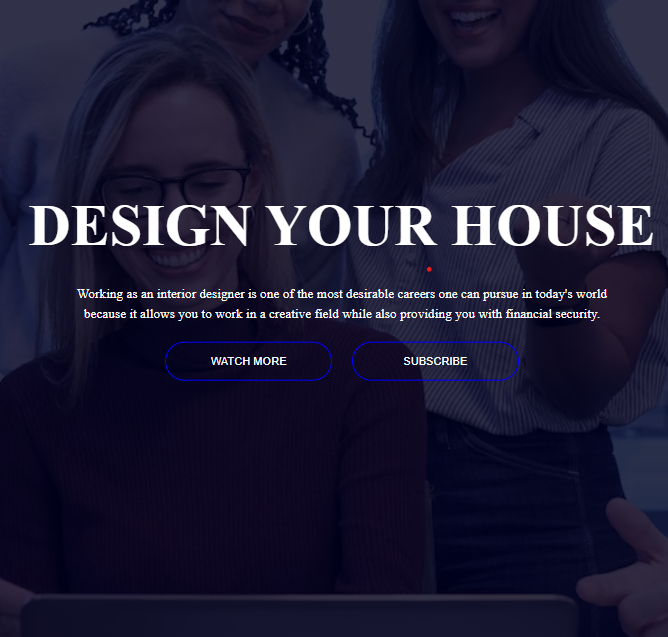 DESIGN YOUR HOUSE
Working as an interior designer is one of the most desirable careers one can pursue in today's world
because it allows you to work in a creative field while also providing you with financial security.
WATCH MORE
SUBSCRIBE